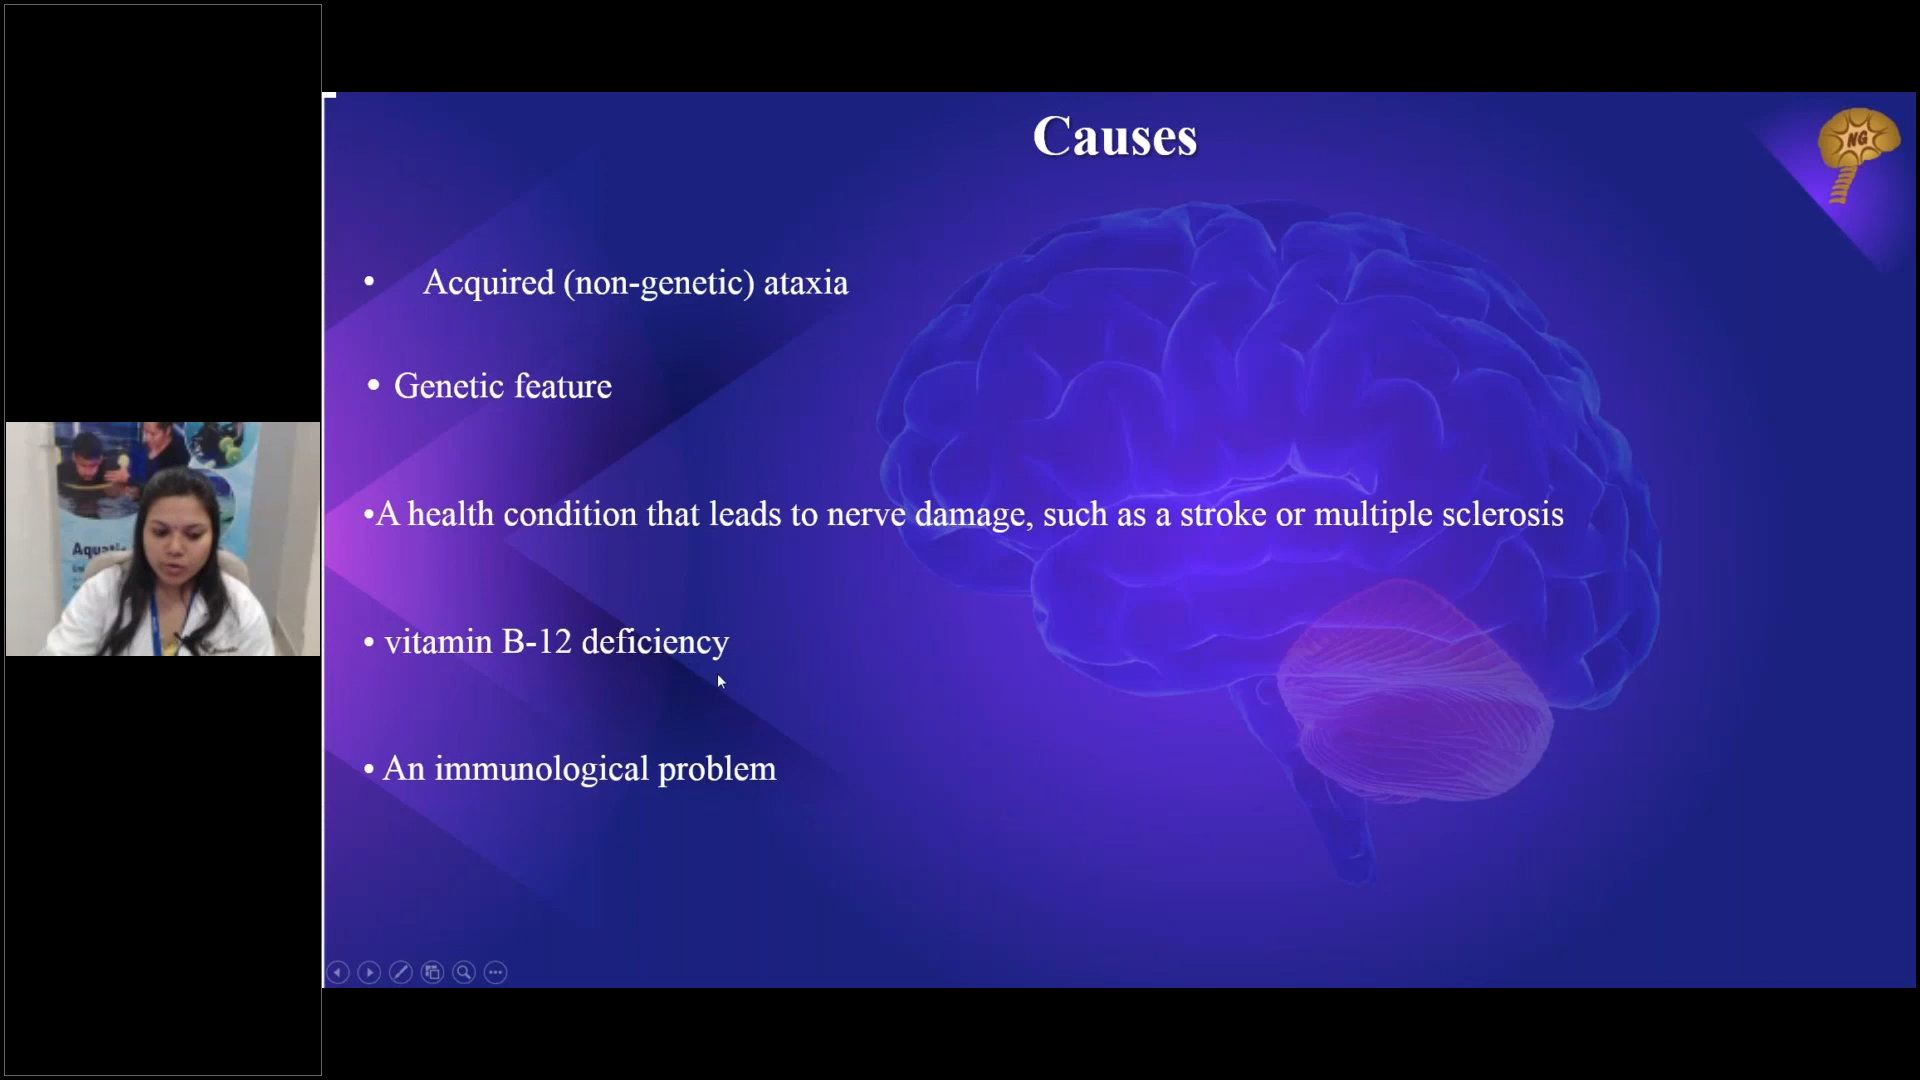 Causes
NG
• Acquired (non-genetic) ataxia
• Genetic feature
•A health condition that leads to nerve damage, such as a stroke or multiple sclerosis
• vitamin B-12 deficiency
• An immunological problem